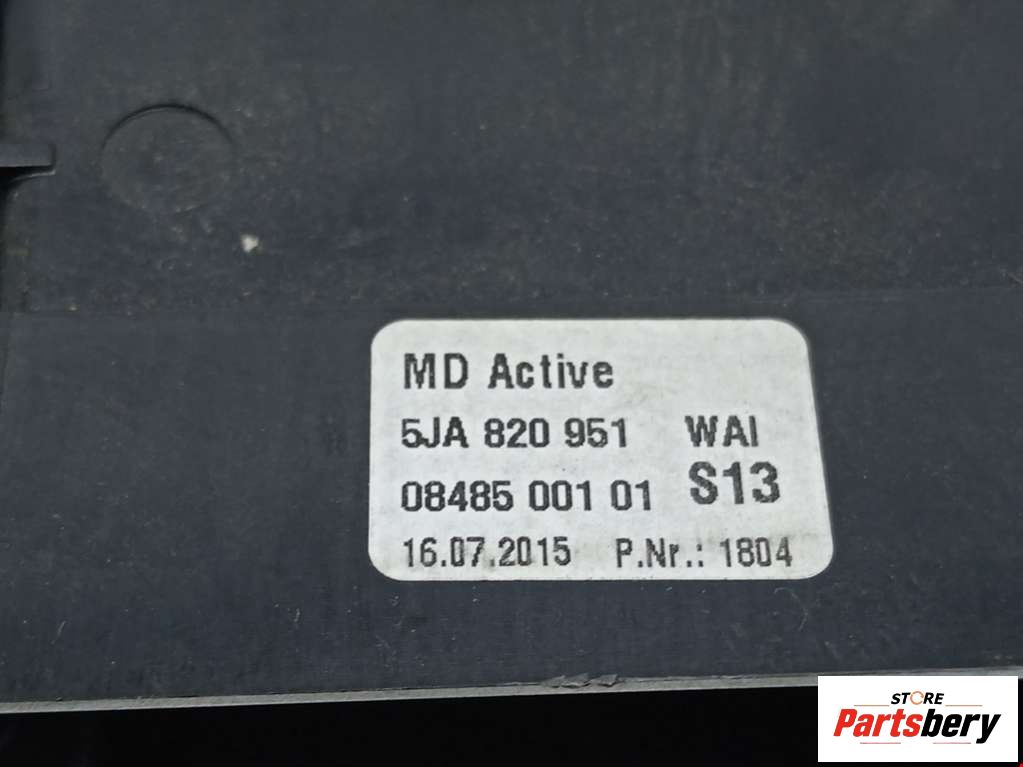 MD Active
5JA 820 951 WAI
08485 001 01 S13
16.07.2015 P.Nr.: 1804
STORE
Partsbery